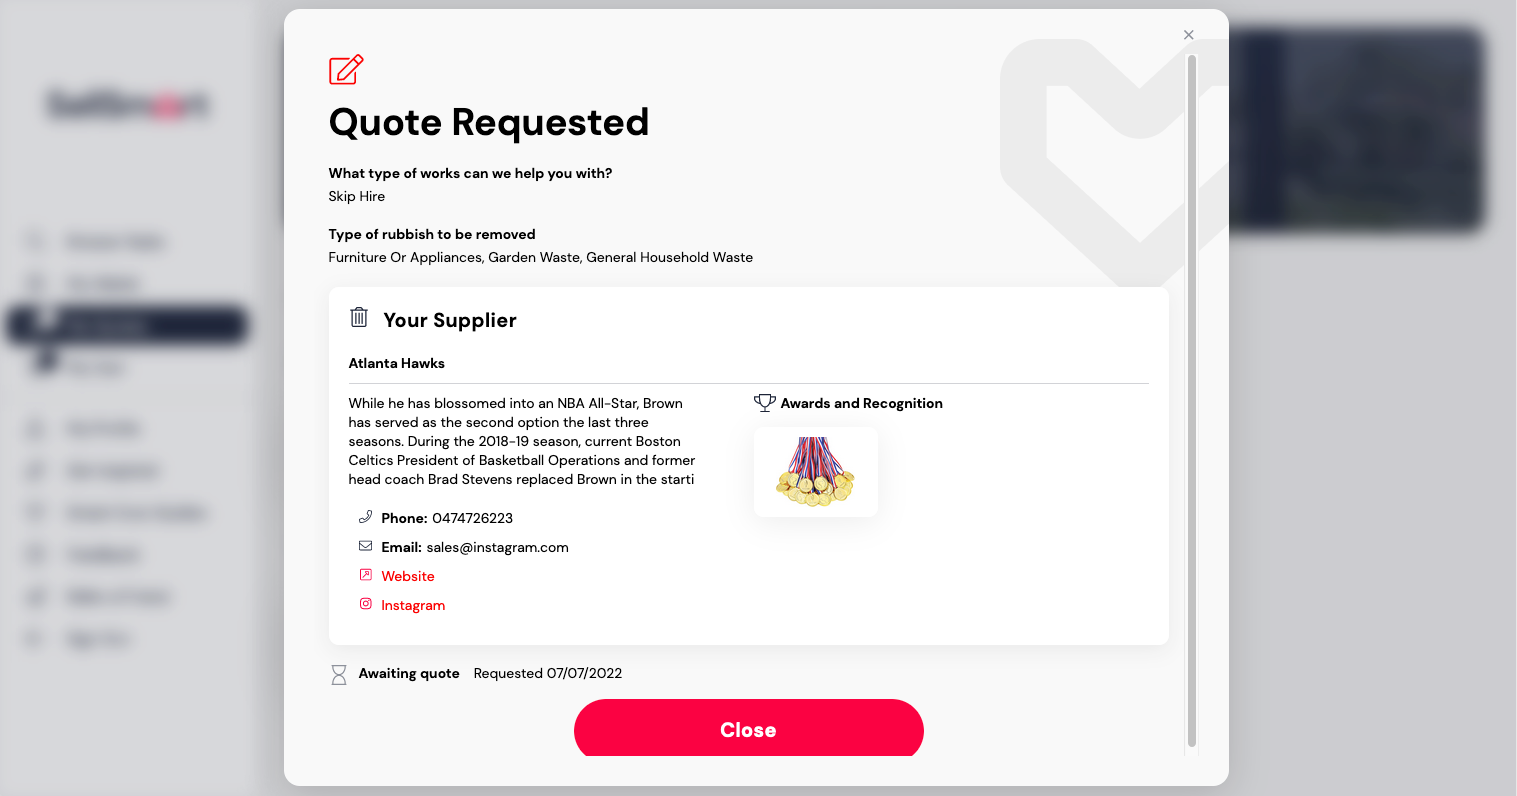 Quote Requested
What type of works can we help you with?
Skip Hire
Type of rubbish to be removed
Furniture Or Appliances, Garden Waste, General Household Waste
Your Supplier
Atlanta Hawks
While he has blossomed into an NBA All-Star, Brown
has served as the second option the last three
seasons. During the 2018-19 season, current Boston
Celtics President of Basketball Operations and former
head coach Brad Stevens replaced Brown in the starti
Phone: 0474726223
Email: sales@instagram.com
Website
Instagram
Awards and Recognition
Awaiting quote Requested 07/07/2022
Close